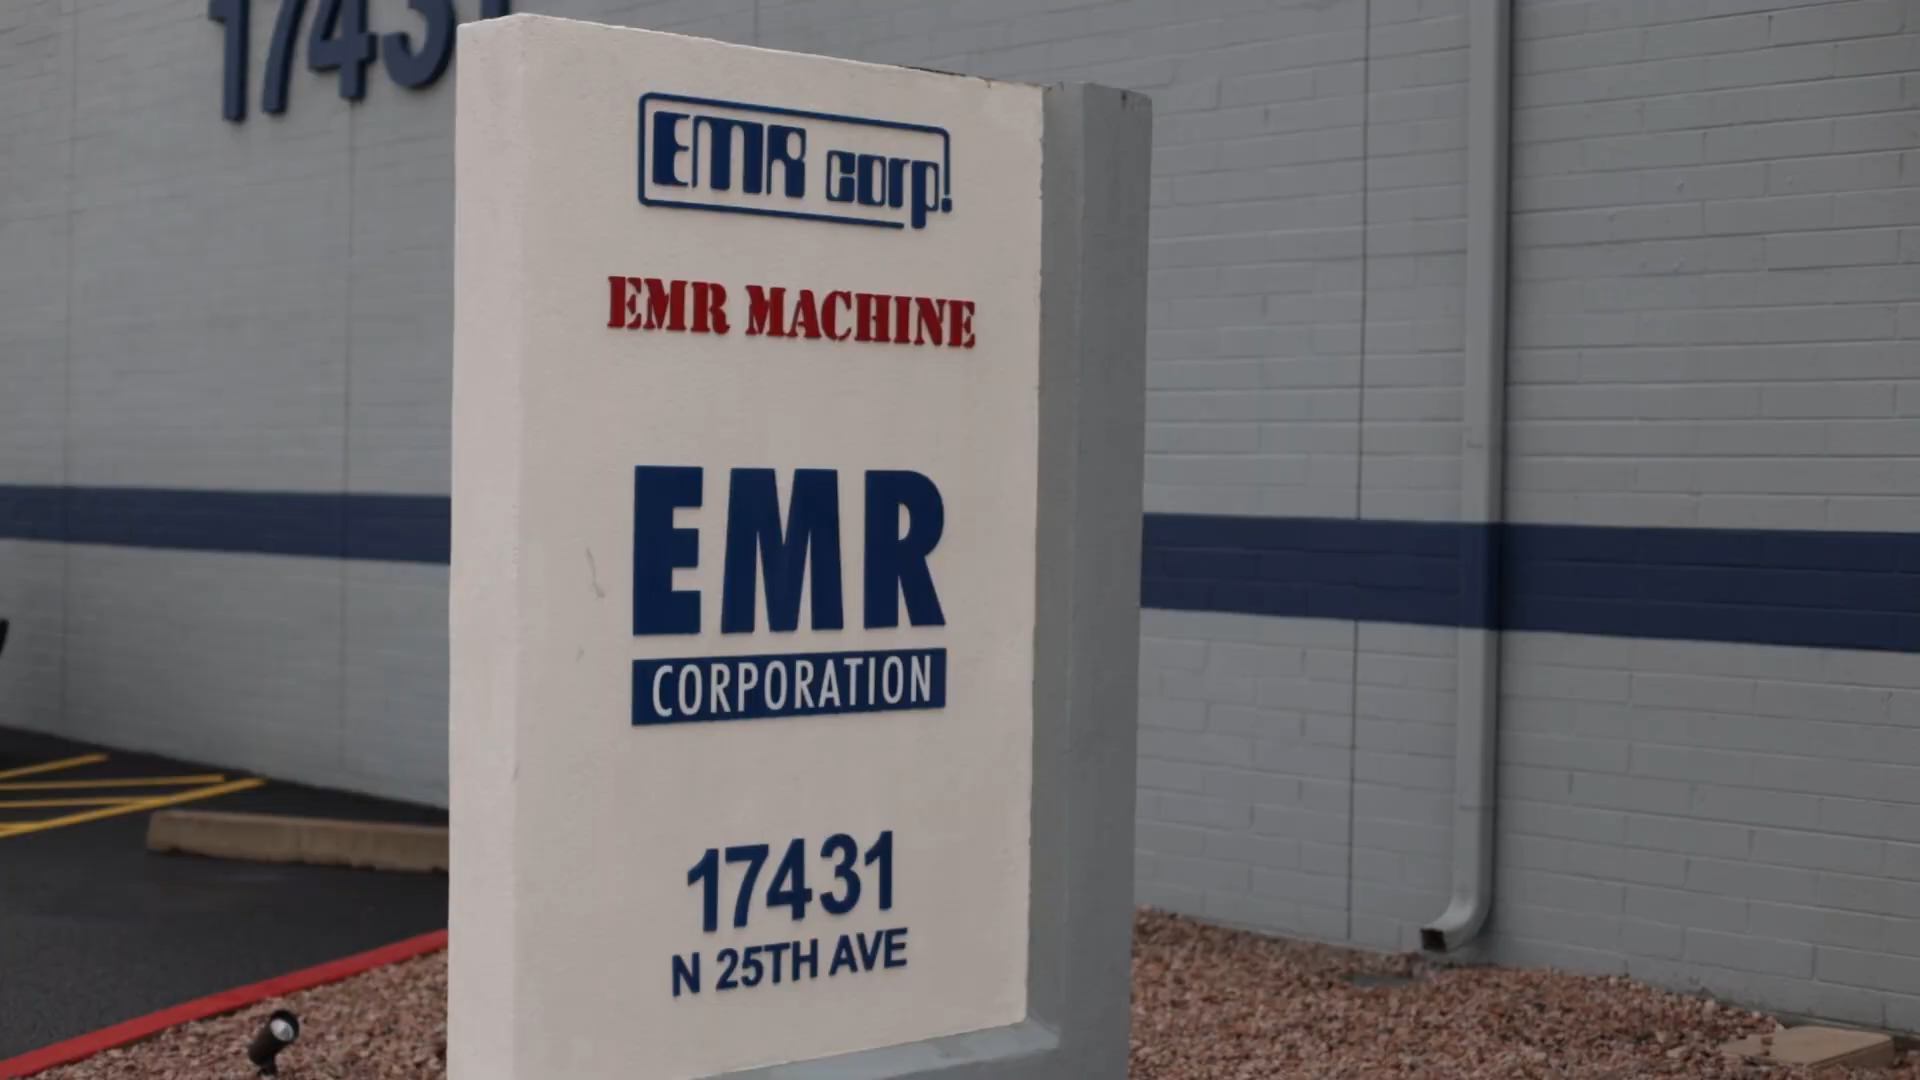 1743
EMR corp.
EMR MACHINE
EMR
CORPORATION
17431
N 25TH AVE